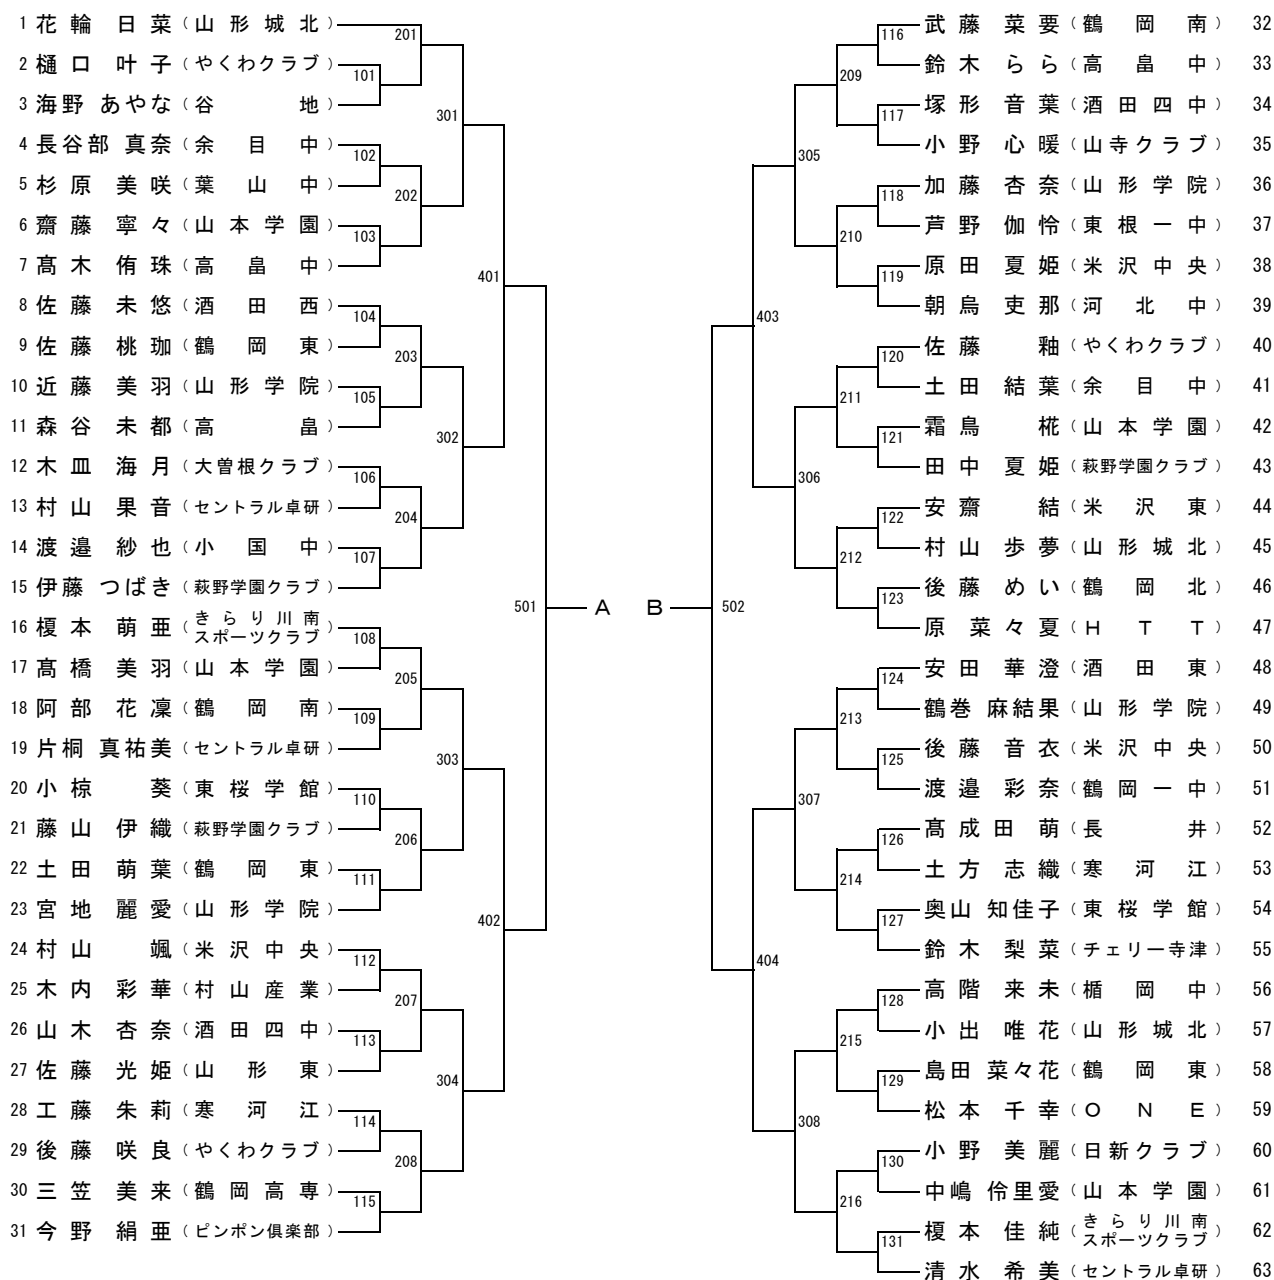 1 花輪 日菜（山形城北）
2 樋口 叶子（やくわクラブ）
3 海野 あやな（谷地）
4 長谷部 真奈（余目中）
5 杉原 美咲（葉山中）
6 齋藤 寧々（山本学園）
7 髙木 侑珠（高畠中）
8 佐藤 未悠（酒田西）
9 佐藤 桃珈（鶴岡東）
10 近藤 美羽（山形学院）
11 森谷 未都（高畠）
12 木皿 海月（大曽根クラブ）
13 村山 果音（セントラル卓研）
14 渡邉 紗也（小国中）
15 伊藤 つばき（萩野学園クラブ）
16 榎本 萌亜（きらり川南スポーツクラブ）
17 髙橋 美羽（山本学園）
18 阿部 花凜（鶴岡南）
19 片桐 真祐美（セントラル卓研）
20 小椋 葵（東桜学館）
21 藤山 伊織（萩野学園クラブ）
22 土田 萌葉（鶴岡東）
23 宮地 麗愛（山形学院）
24 村山 颯（米沢中央）
25 木内 彩華（村山産業）
26 山木 杏奈（酒田四中）
27 佐藤 光姫（山形東）
28 工藤 朱莉（寒河江）
29 後藤 咲良（やくわクラブ）
30 三笠 美来（鶴岡高専）
31 今野 絹亜（ピンポン倶楽部）
101
102
103
104
105
106
107
108
109
110
111
112
113
114
115
201
202
203
204
205
206
207
208
301
302
303
304
401
402
501
A B
502
403
404
305
306
307
308
209
210
211
212
213
214
215
216
116
117
118
119
120
121
122
123
124
125
126
127
128
129
130
131
武藤 菜要（鶴岡南） 32
鈴木 らら（高畠中） 33
塚形 音葉（酒田四中） 34
小野 心暖（山寺クラブ） 35
加藤 杏奈（山形学院） 36
芦野 伽怜（東根一中） 37
原田 夏姫（米沢中央） 38
朝烏 吏那（河北中） 39
佐藤 釉（やくわクラブ） 40
土田 結葉（余目中） 41
霜鳥 椛（山本学園） 42
田中 夏姫（萩野学園クラブ） 43
安齋 結（米沢東） 44
村山 歩夢（山形城北） 45
後藤 めい（鶴岡北） 46
原 菜々夏（ＨＴＴ） 47
安田 華澄（酒田東） 48
鶴巻 麻結果（山形学院） 49
後藤 音衣（米沢中央） 50
渡邉 彩奈（鶴岡一中） 51
髙成田 萌（長井） 52
土方 志織（寒河江） 53
奥山 知佳子（東桜学館） 54
鈴木 梨菜（チェリー寺津） 55
高階 来未（楯岡中） 56
小出 唯花（山形城北） 57
島田 菜々花（鶴岡東） 58
松本 千幸（ＯＮＥ） 59
小野 美麗（日新クラブ） 60
中嶋 伶里愛（山本学園） 61
榎本 佳純（きらり川南スポーツクラブ） 62
清水 希美（セントラル卓研） 63